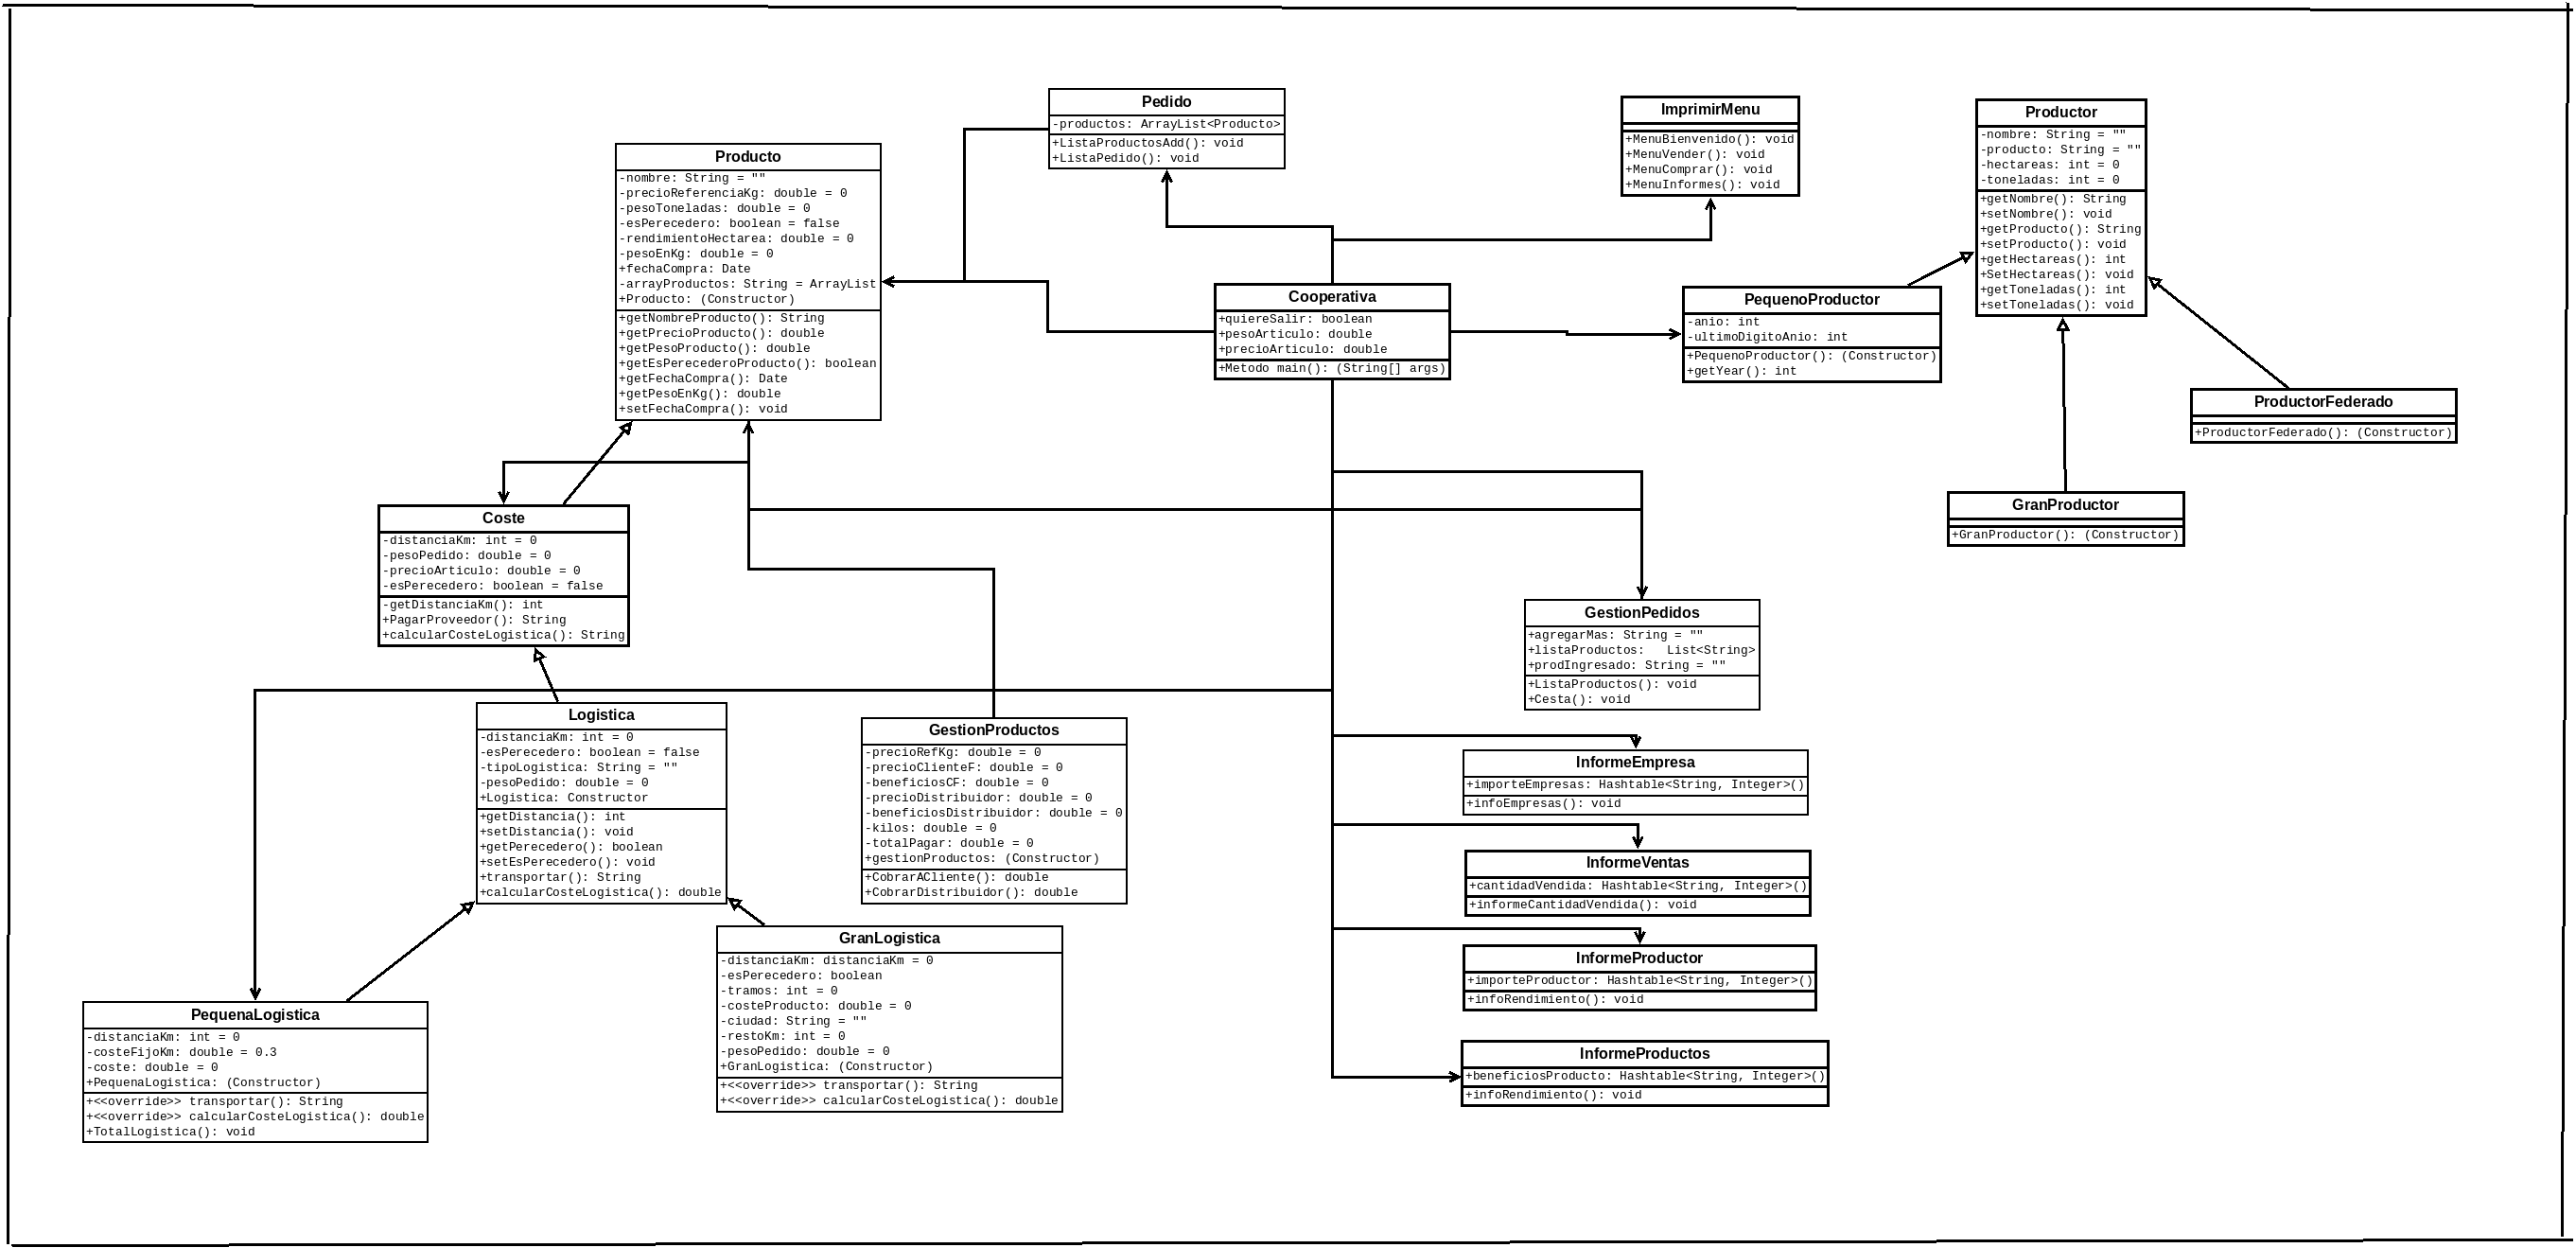 Pedido
-productos: ArrayList<Producto>
+ListaProductosAdd(): void
+ListaPedido(): void
ImprimirMenu
+MenuBienvenido(): void
+MenuVender(): void
+MenuComprar(): void
+MenuInformes(): void
Productor
-nombre: String = ""
-producto: String = ""
-hectareas: int = 0
-toneladas: int = 0
+getNombre(): String
+setNombre(): void
+getProducto(): String
+setProducto(): void
+getHectareas(): int
+SetHectareas(): void
+getToneladas(): int
+setToneladas(): void
Producto
-nombre: String = ""
-precioReferenciaKg: double = 0
-pesoToneladas: double = 0
-esPerecedero: boolean = false
-rendimientoHectarea: double = 0
-pesoEnKg: double = 0
+fechaCompra: Date
-arrayProductos: String = ArrayList
+Producto: (Constructor)
+getNombreProducto(): String
+getPrecioProducto(): double
+getPesoProducto(): double
+getEsPerecederoProducto(): boolean
+getFechaCompra(): Date
+getPesoEnKg(): double
+setFechaCompra(): void
Cooperativa
+quiereSalir: boolean
+pesoArticulo: double
+precioArticulo: double
+Metodo main(): (String[] args)
PequenoProductor
-anio: int
-ultimoDigitoAnio: int
+PequenoProductor(): (Constructor)
+getYear(): int
ProductorFederado
+ProductorFederado(): (Constructor)
GranProductor
+GranProductor(): (Constructor)
Coste
-distanciaKm: int = 0
-pesoPedido: double = 0
-precioArticulo: double = 0
-esPerecedero: boolean = false
-getDistanciaKm(): int
+PagarProveedor(): String
+calcularCosteLogistica(): String
GestionPedidos
+agregarMas: String = ""
+listaProductos:   List<String>
+prodIngresado: String = ""
+ListaProductos(): void
+Cesta(): void
Logistica
-distanciaKm: int = 0
-esPerecedero: boolean = false
-tipoLogistica: String = ""
-pesoPedido: double = 0
+Logistica: Constructor
+getDistancia(): int
+setDistancia(): void
+getPerecedero(): boolean
+setEsPerecedero(): void
+transportar(): String
+calcularCosteLogistica(): double
GestionProductos
-precioRefKg: double = 0
-precioClienteF: double = 0
-beneficiosCF: double = 0
-precioDistribuidor: double = 0
-beneficiosDistribuidor: double = 0
-kilos: double = 0
-totalPagar: double = 0
+gestionProductos: (Constructor)
+CobrarACliente(): double
+CobrarDistribuidor(): double
InformeEmpresa
+importeEmpresas: Hashtable<String, Integer>()
+infoEmpresas(): void
InformeVentas
+cantidadVendida: Hashtable<String, Integer>()
+informeCantidadVendida(): void
InformeProductor
+importeProductor: Hashtable<String, Integer>()
+infoRendimiento(): void
InformeProductos
+beneficiosProducto: Hashtable<String, Integer>()
+infoRendimiento(): void
GranLogistica
-distanciaKm: distanciaKm = 0
-esPerecedero: boolean
-tramos: int = 0
-costeProducto: double = 0
-ciudad: String = ""
-restoKm: int = 0
-pesoPedido: double = 0
+GranLogistica: (Constructor)
+<<override>> transportar(): String
+<<override>> calcularCosteLogistica(): double
PequenaLogistica
-distanciaKm: int = 0
-costeFijoKm: double = 0.3
-coste: double = 0
+PequenaLogistica: (Constructor)
+<<override>> transportar(): String
+<<override>> calcularCosteLogistica(): double
+TotalLogistica(): void